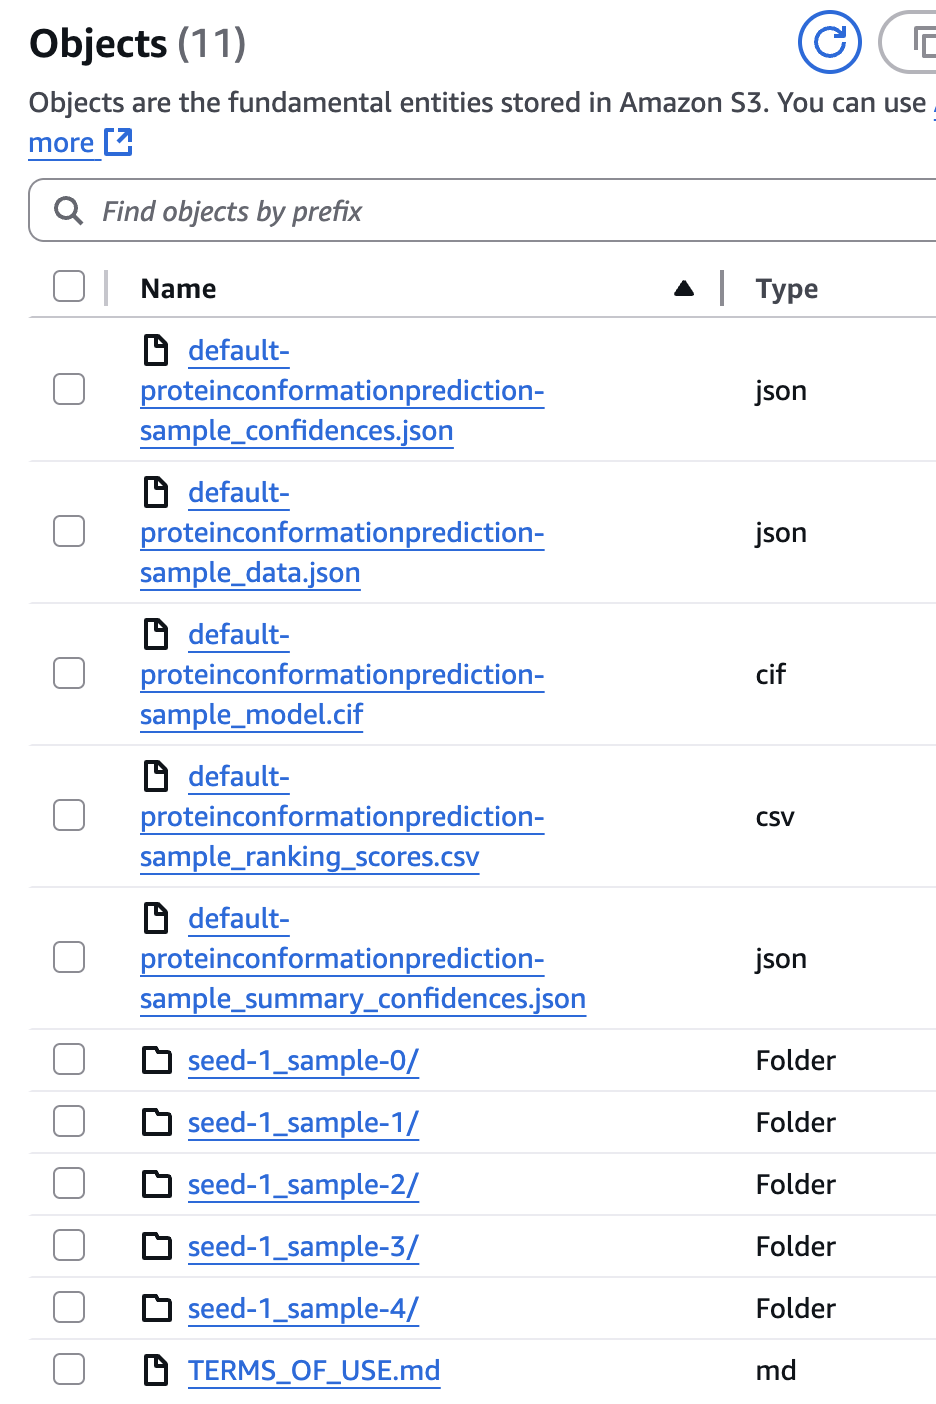 Objects (11)
Objects are the fundamental entities stored in Amazon S3. You can use
more
Find objects by prefix
Name Type
default-
proteinconformationprediction-
sample_confidences.json
json
default-
proteinconformationprediction-
sample_data.json
json
default-
proteinconformationprediction-
sample_model.cif
cif
default-
proteinconformationprediction-
sample_ranking_scores.csv
csv
default-
proteinconformationprediction-
sample_summary_confidences.json
json
seed-1_sample-0/ Folder
seed-1_sample-1/ Folder
seed-1_sample-2/ Folder
seed-1_sample-3/ Folder
seed-1_sample-4/ Folder
TERMS_OF_USE.md md